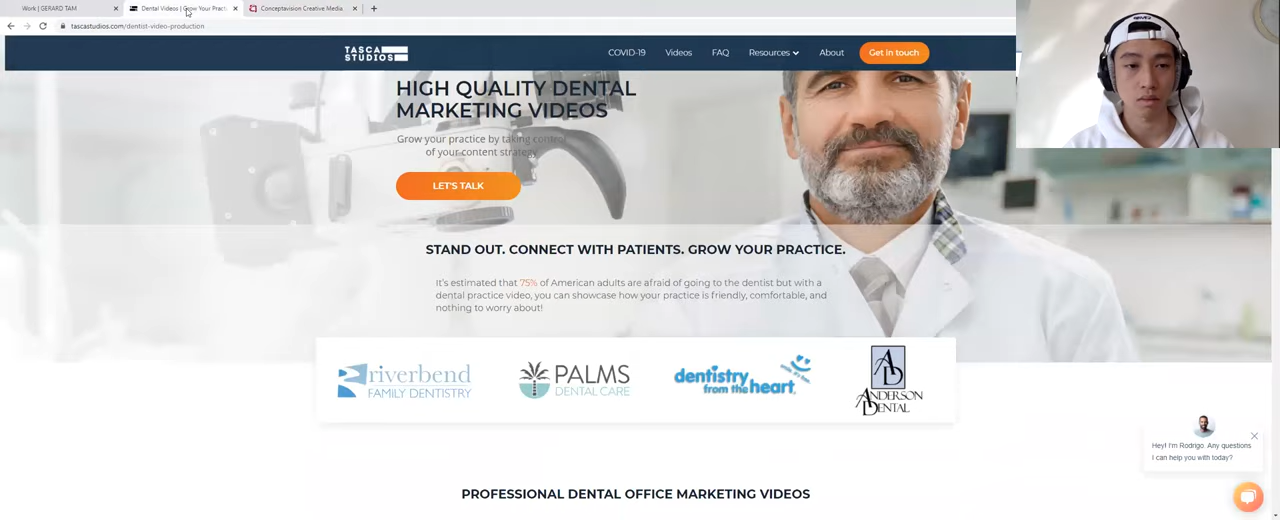 Work | GERARD TAM
Dental Videos | Grow Your Pract
Conceptavision Creative Media
tascastudios.com/dentist-video-production
TASCA
STUDIOS
COVID-19
Videos
FAQ
Resources
About
Get in touch
HIGH QUALITY DENTAL
MARKETING VIDEOS
Grow your practice by taking control
of your content strategy
LET'S TALK
STAND OUT. CONNECT WITH PATIENTS. GROW YOUR PRACTICE.
It's estimated that 75% of American adults are afraid of going to the dentist but with a
dental practice video, you can showcase how your practice is friendly, comfortable, and
nothing to worry about!
riverbend
FAMILY DENTISTRY
PALMS
DENTAL CARE
dentistry
from the heart
AD
ANDERSON
DENTAL
Hey! I'm Rodrigo. Any questions
I can help you with today?
PROFESSIONAL DENTAL OFFICE MARKETING VIDEOS